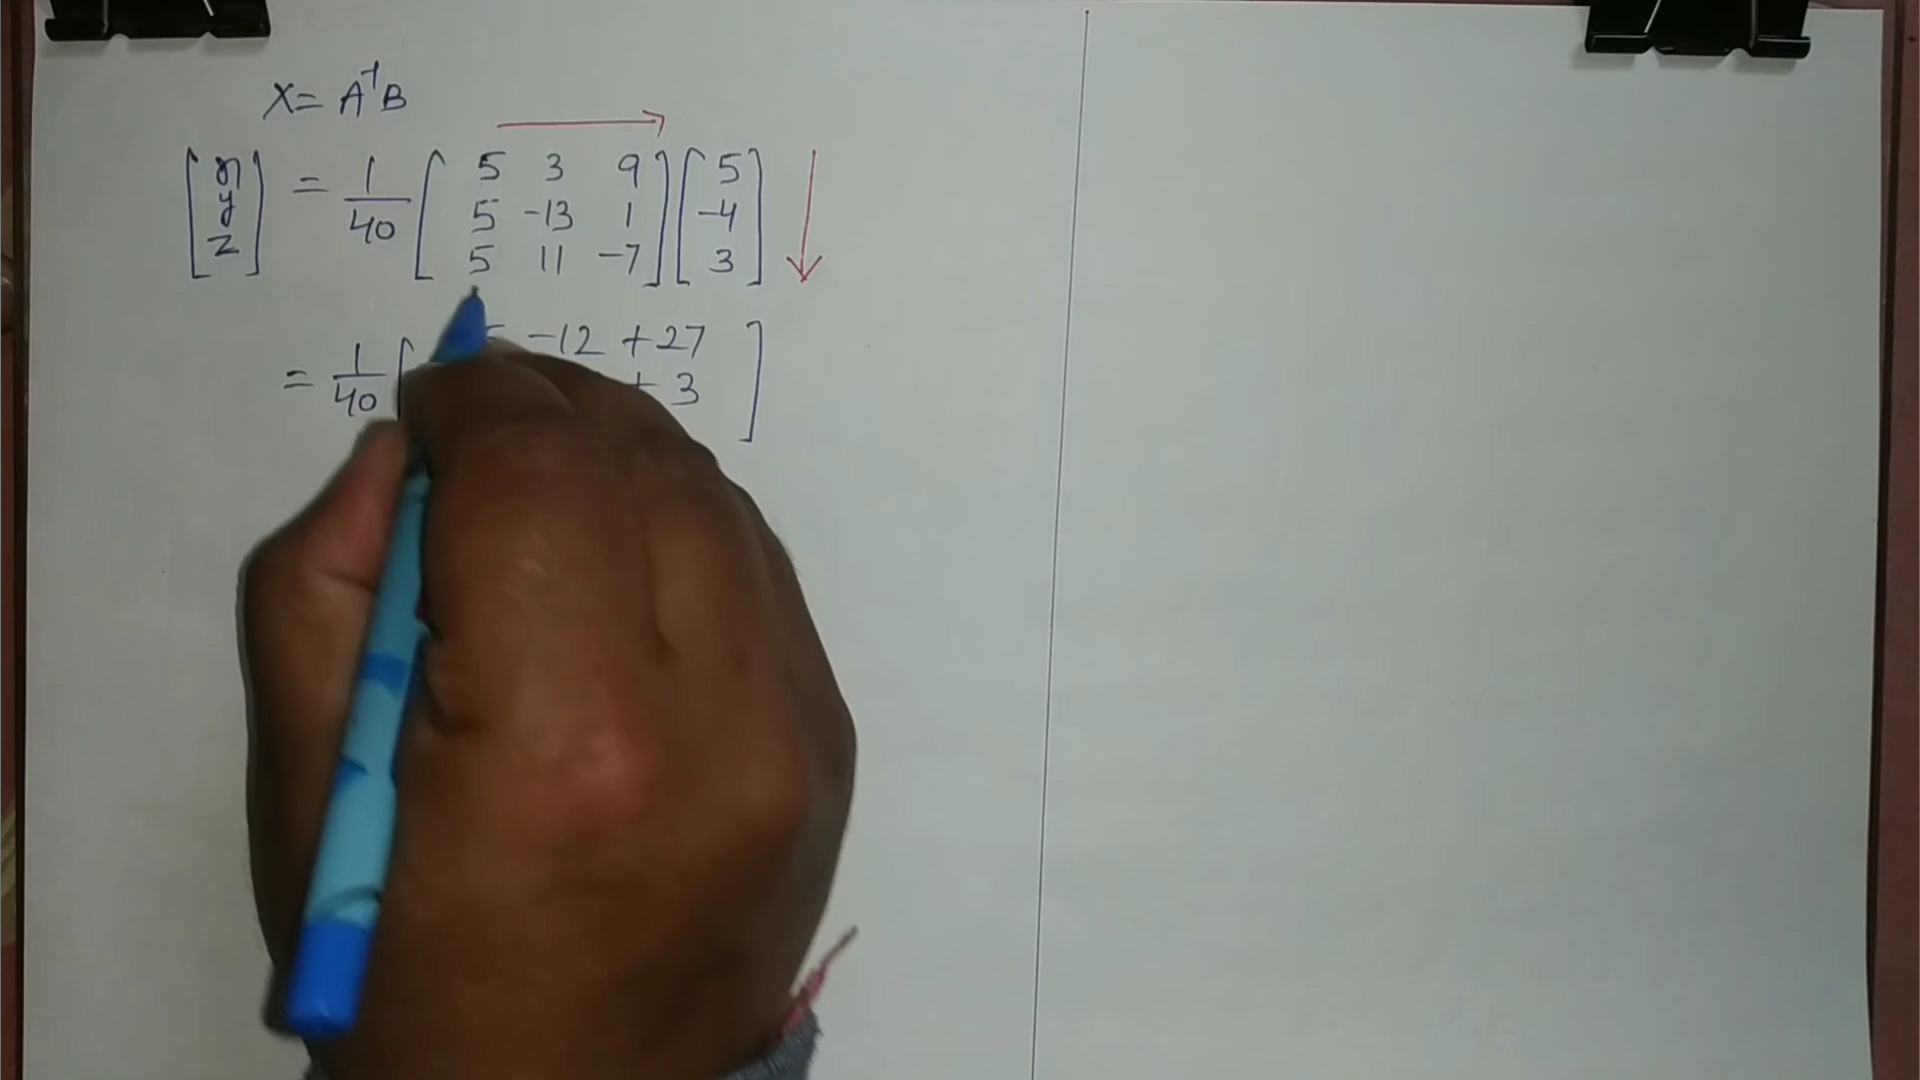 X = A⁻¹B
[x y z] = 1/40 [5 3 9] [5]
5 -13 1 -4
5 11 -7 3
= 1/40 [ -12 +27 ]
+ 3